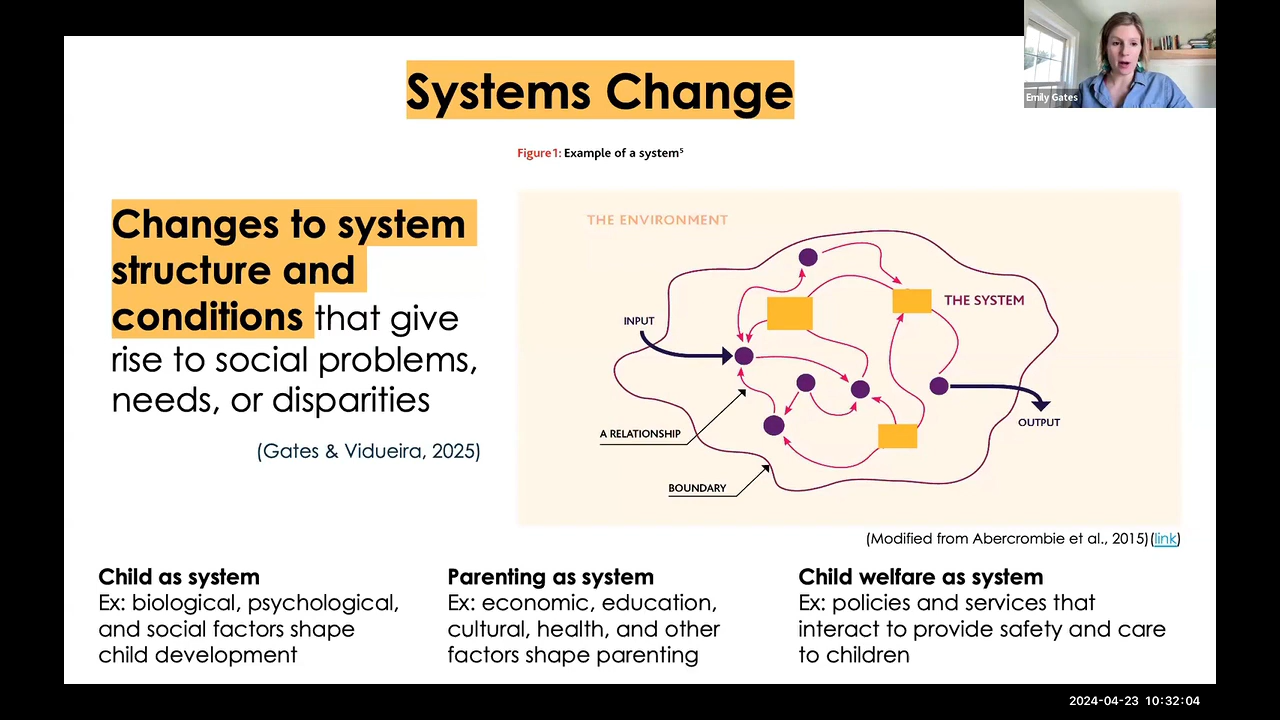 Systems Change
Emily Gates
Figure1: Example of a system⁵
Changes to system
structure and
conditions that give
rise to social problems,
needs, or disparities
(Gates & Vidueira, 2025)
THE ENVIRONMENT
THE SYSTEM
INPUT
A RELATIONSHIP
OUTPUT
BOUNDARY
(Modified from Abercrombie et al., 2015)(link)
Child as system
Ex: biological, psychological,
and social factors shape
child development
Parenting as system
Ex: economic, education,
cultural, health, and other
factors shape parenting
Child welfare as system
Ex: policies and services that
interact to provide safety and care
to children
2024-04-23 10:32:04